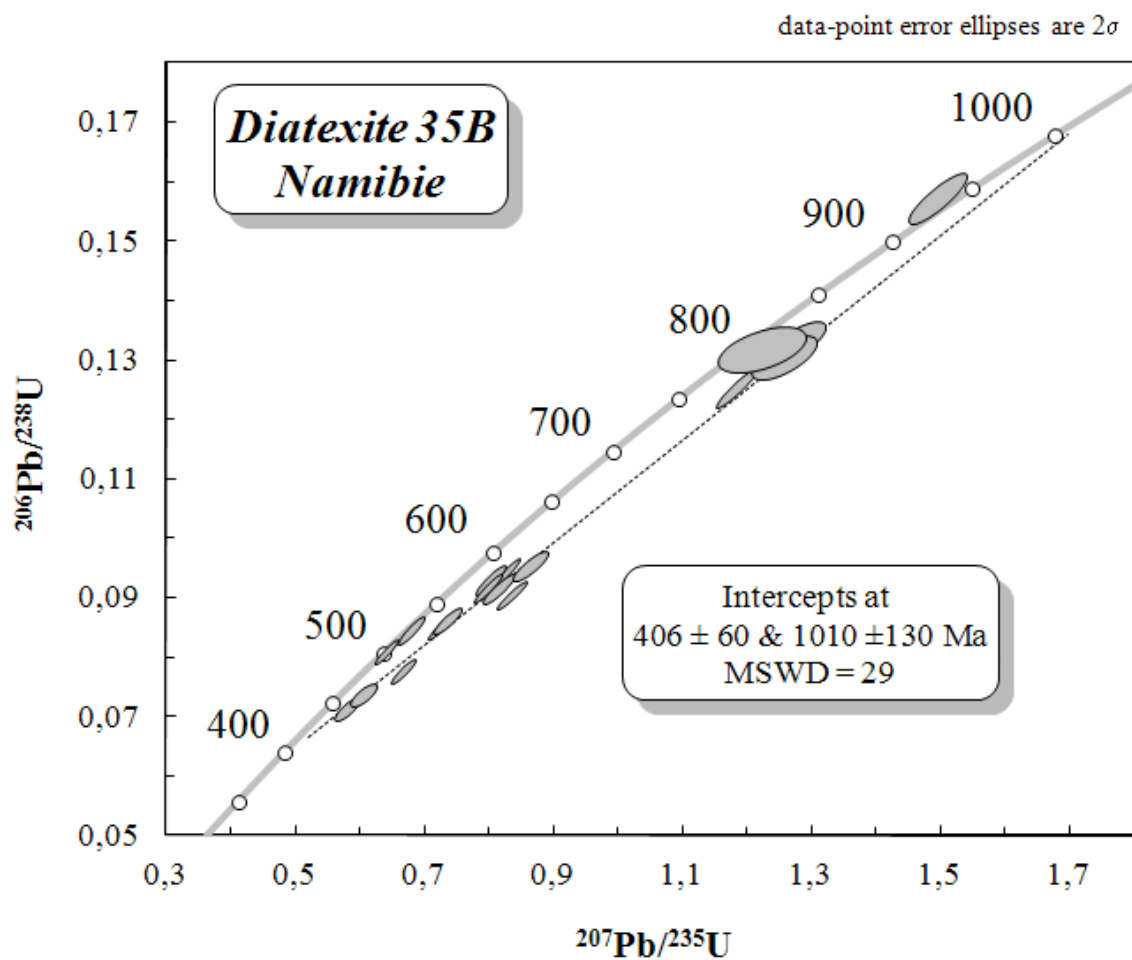 data-point error ellipses are 2σ
Diatexite 35B
Namibie
1000
900
800
700
600
500
400
Intercepts at
406 ± 60 & 1010 ±130 Ma
MSWD = 29
0,17
0,15
0,13
0,11
0,09
0,07
0,05
²⁰⁶Pb/²³⁸U
0,3 0,5 0,7 0,9 1,1 1,3 1,5 1,7
²⁰⁷Pb/²³⁵U